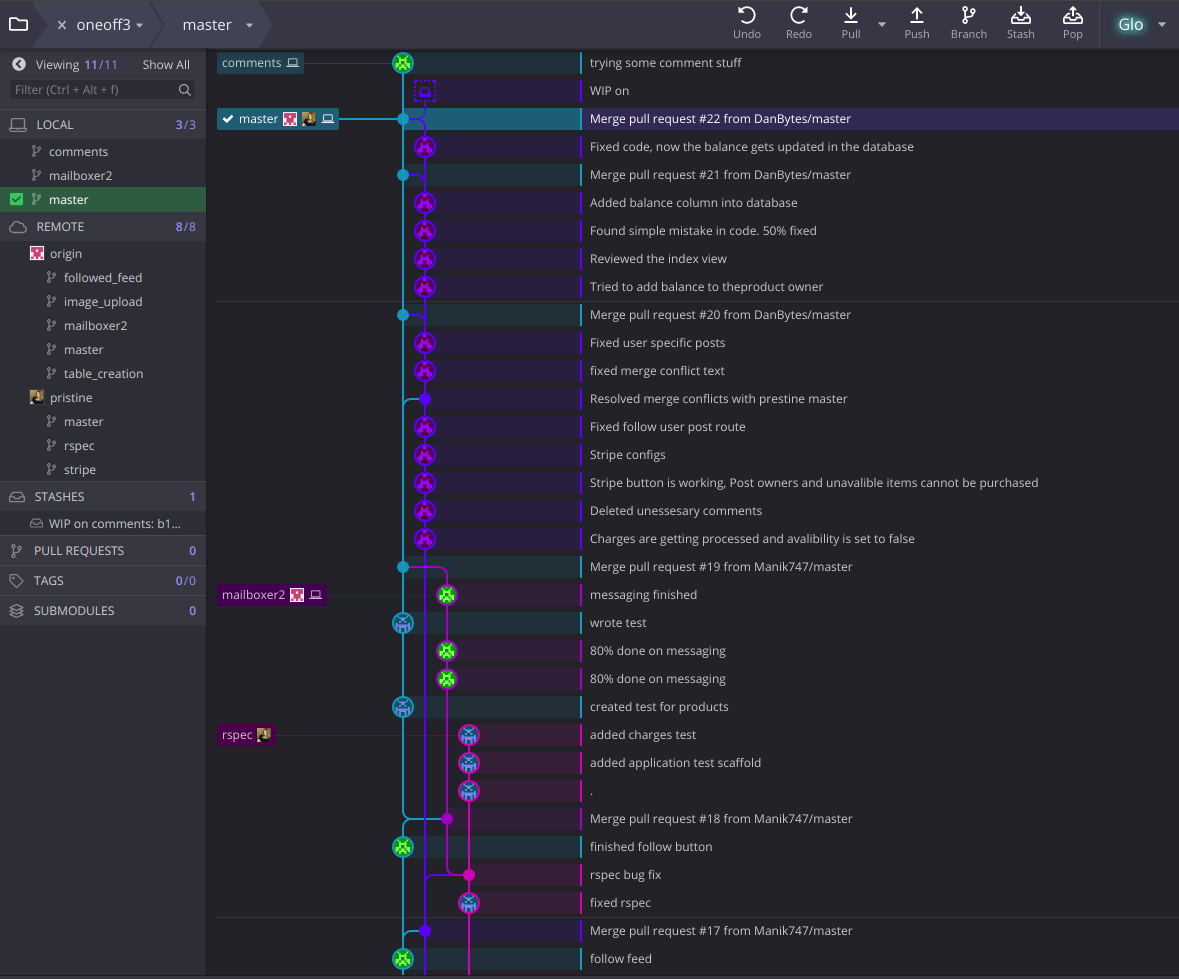 oneoff3
master
Undo
Redo
Pull
Push
Branch
Stash
Pop
Glo
Viewing 11/11 Show All
Filter (Ctrl + Alt + f)
LOCAL 3/3
comments
mailboxer2
master
REMOTE 8/8
origin
followed_feed
image_upload
mailboxer2
master
table_creation
pristine
master
rspec
stripe
STASHES 1
WIP on comments: b1...
PULL REQUESTS 0
TAGS 0/0
SUBMODULES 0
comments trying some comment stuff
WIP on
master Merge pull request #22 from DanBytes/master
Fixed code, now the balance gets updated in the database
Merge pull request #21 from DanBytes/master
Added balance column into database
Found simple mistake in code. 50% fixed
Reviewed the index view
Tried to add balance to theproduct owner
Merge pull request #20 from DanBytes/master
Fixed user specific posts
fixed merge conflict text
Resolved merge conflicts with prestine master
Fixed follow user post route
Stripe configs
Stripe button is working, Post owners and unavalible items cannot be purchased
Deleted unessesary comments
Charges are getting processed and avalibility is set to false
Merge pull request #19 from Manik747/master
mailboxer2 messaging finished
wrote test
80% done on messaging
80% done on messaging
created test for products
rspec added charges test
added application test scaffold
.
Merge pull request #18 from Manik747/master
finished follow button
rspec bug fix
fixed rspec
Merge pull request #17 from Manik747/master
follow feed